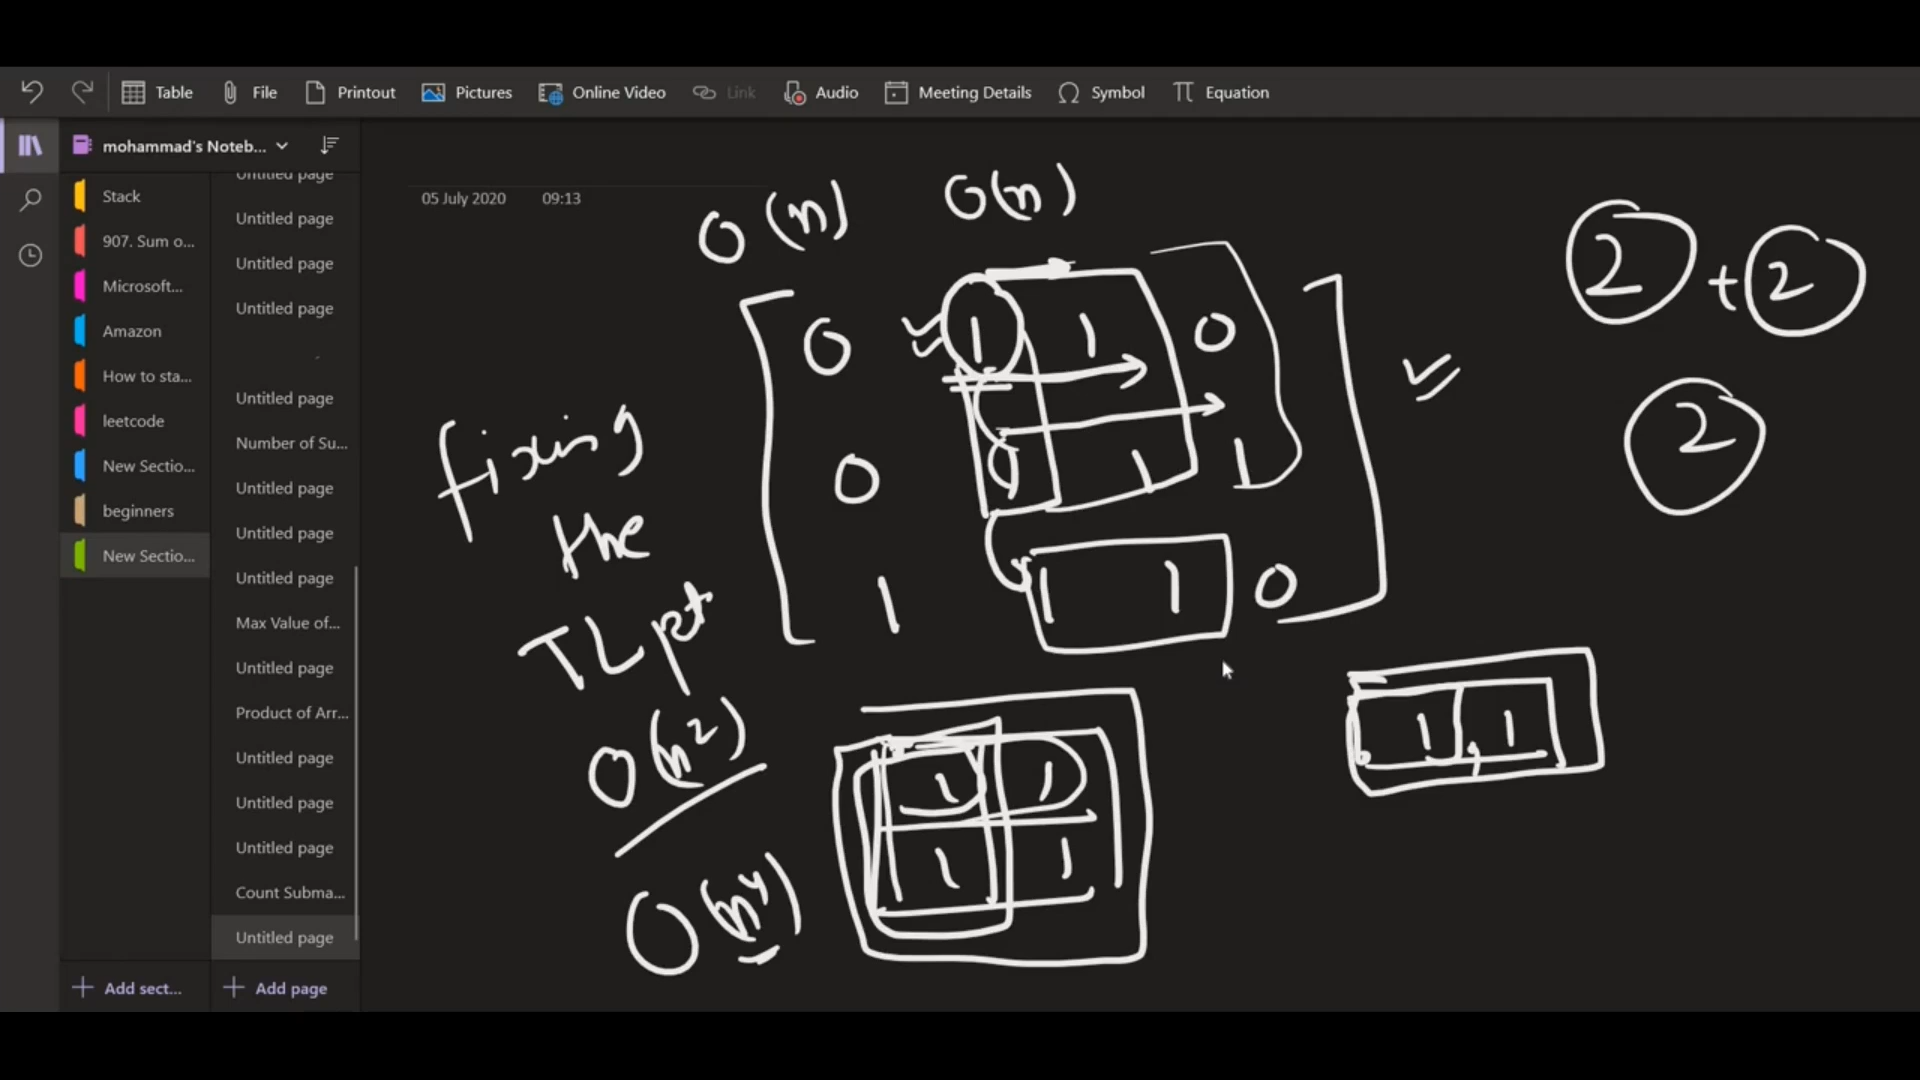 Table File Printout Pictures Online Video Link Audio Meeting Details Symbol Equation
mohammad's Noteb...
Stack
907. Sum o...
Microsoft...
Amazon
How to sta...
leetcode
New Sectio...
beginners
New Sectio...
Add sect...
Untitled page
Untitled page
Untitled page
Untitled page
Untitled page
Number of Su...
Untitled page
Untitled page
Untitled page
Max Value of...
Untitled page
Product of Arr...
Untitled page
Untitled page
Untitled page
Count Subma...
Untitled page
Add page
05 July 2020 09:13
O(n) O(n)
0 1 1 0
0 1 1
1 1 1 0
2 + 2
2
fixing
the
TL pt
O(n²)
O(n⁴)
1 1
1 1
1, 1